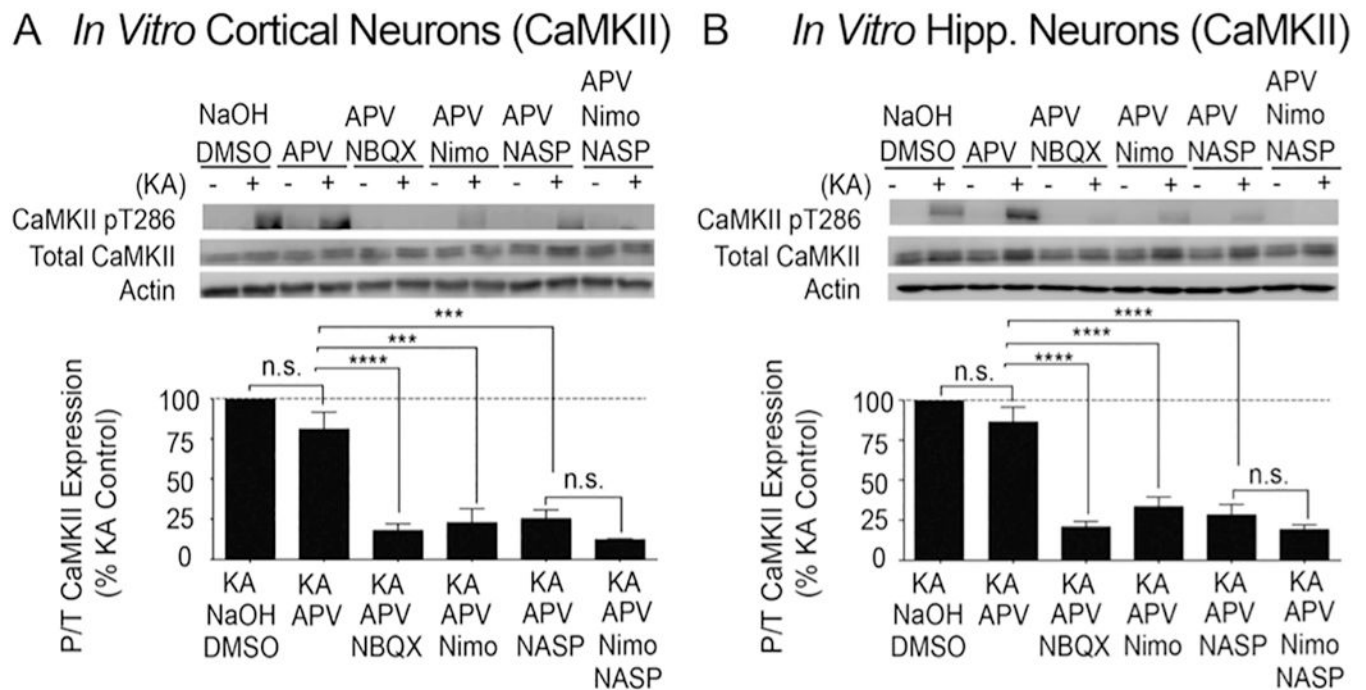 A In Vitro Cortical Neurons (CaMKII)
NaOH
DMSO
APV
APV
NBQX
APV
Nimo
APV
NASP
APV
Nimo
NASP
(KA) - + - + - + - + - + - +
CaMKII pT286
Total CaMKII
Actin
***
***
****
n.s.
n.s.
P/T CaMKII Expression
(% KA Control)
100
75
50
25
0
KA
NaOH
DMSO
KA
APV
KA
APV
NBQX
KA
APV
Nimo
KA
APV
NASP
KA
APV
Nimo
NASP
B In Vitro Hipp. Neurons (CaMKII)
NaOH
DMSO
APV
APV
NBQX
APV
Nimo
APV
NASP
APV
Nimo
NASP
(KA) - + - + - + - + - + - +
CaMKII pT286
Total CaMKII
Actin
****
****
****
n.s.
n.s.
P/T CaMKII Expression
(% KA Control)
100
75
50
25
0
KA
NaOH
DMSO
KA
APV
KA
APV
NBQX
KA
APV
Nimo
KA
APV
NASP
KA
APV
Nimo
NASP